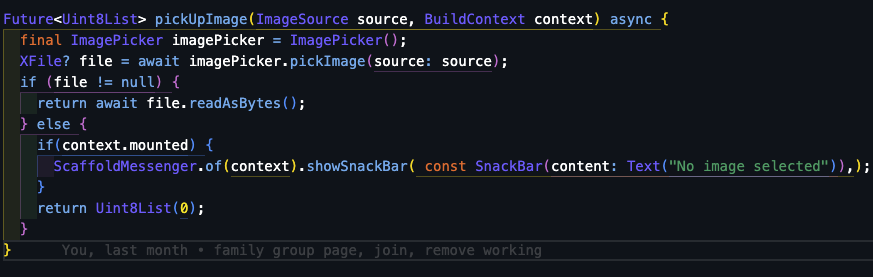 Future<Uint8List> pickUpImage(ImageSource source, BuildContext context) async {
  final ImagePicker imagePicker = ImagePicker();
  XFile? file = await imagePicker.pickImage(source: source);
  if (file != null) {
    return await file.readAsBytes();
  } else {
    if(context.mounted) {
      ScaffoldMessenger.of(context).showSnackBar( const SnackBar(content: Text("No image selected")),);
    }
    return Uint8List(0);
  }
}      You, last month • family group page, join, remove working